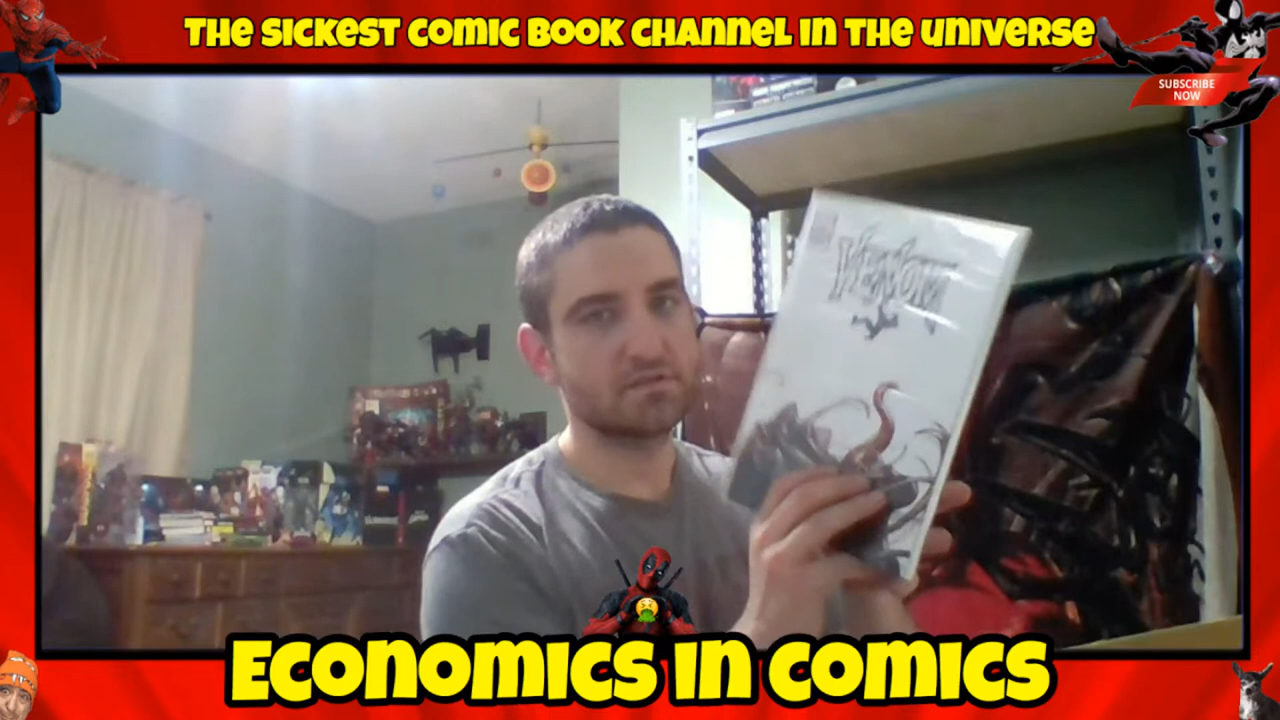 THE SICKEST COMIC BOOK CHANNEL IN THE UNIVERSE
SUBSCRIBE
NOW
VENOM
ECONOMICS IN COMICS